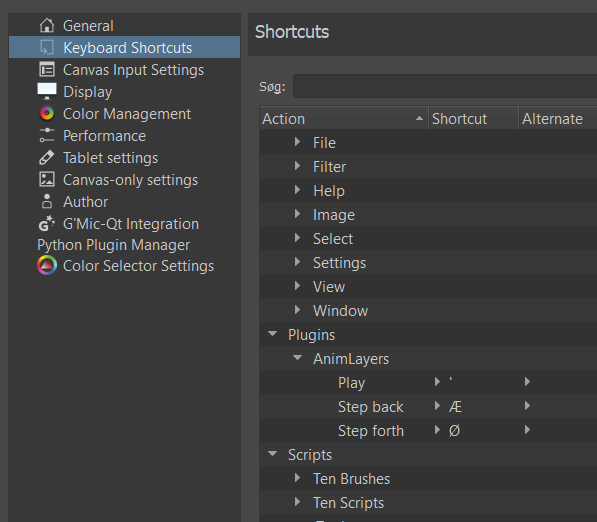 General
Keyboard Shortcuts
Canvas Input Settings
Display
Color Management
Performance
Tablet settings
Canvas-only settings
Author
G'Mic-Qt Integration
Python Plugin Manager
Color Selector Settings
Shortcuts
Søg:
Action Shortcut Alternate
File
Filter
Help
Image
Select
Settings
View
Window
Plugins
AnimLayers
Play '
Step back Æ
Step forth Ø
Scripts
Ten Brushes
Ten Scripts